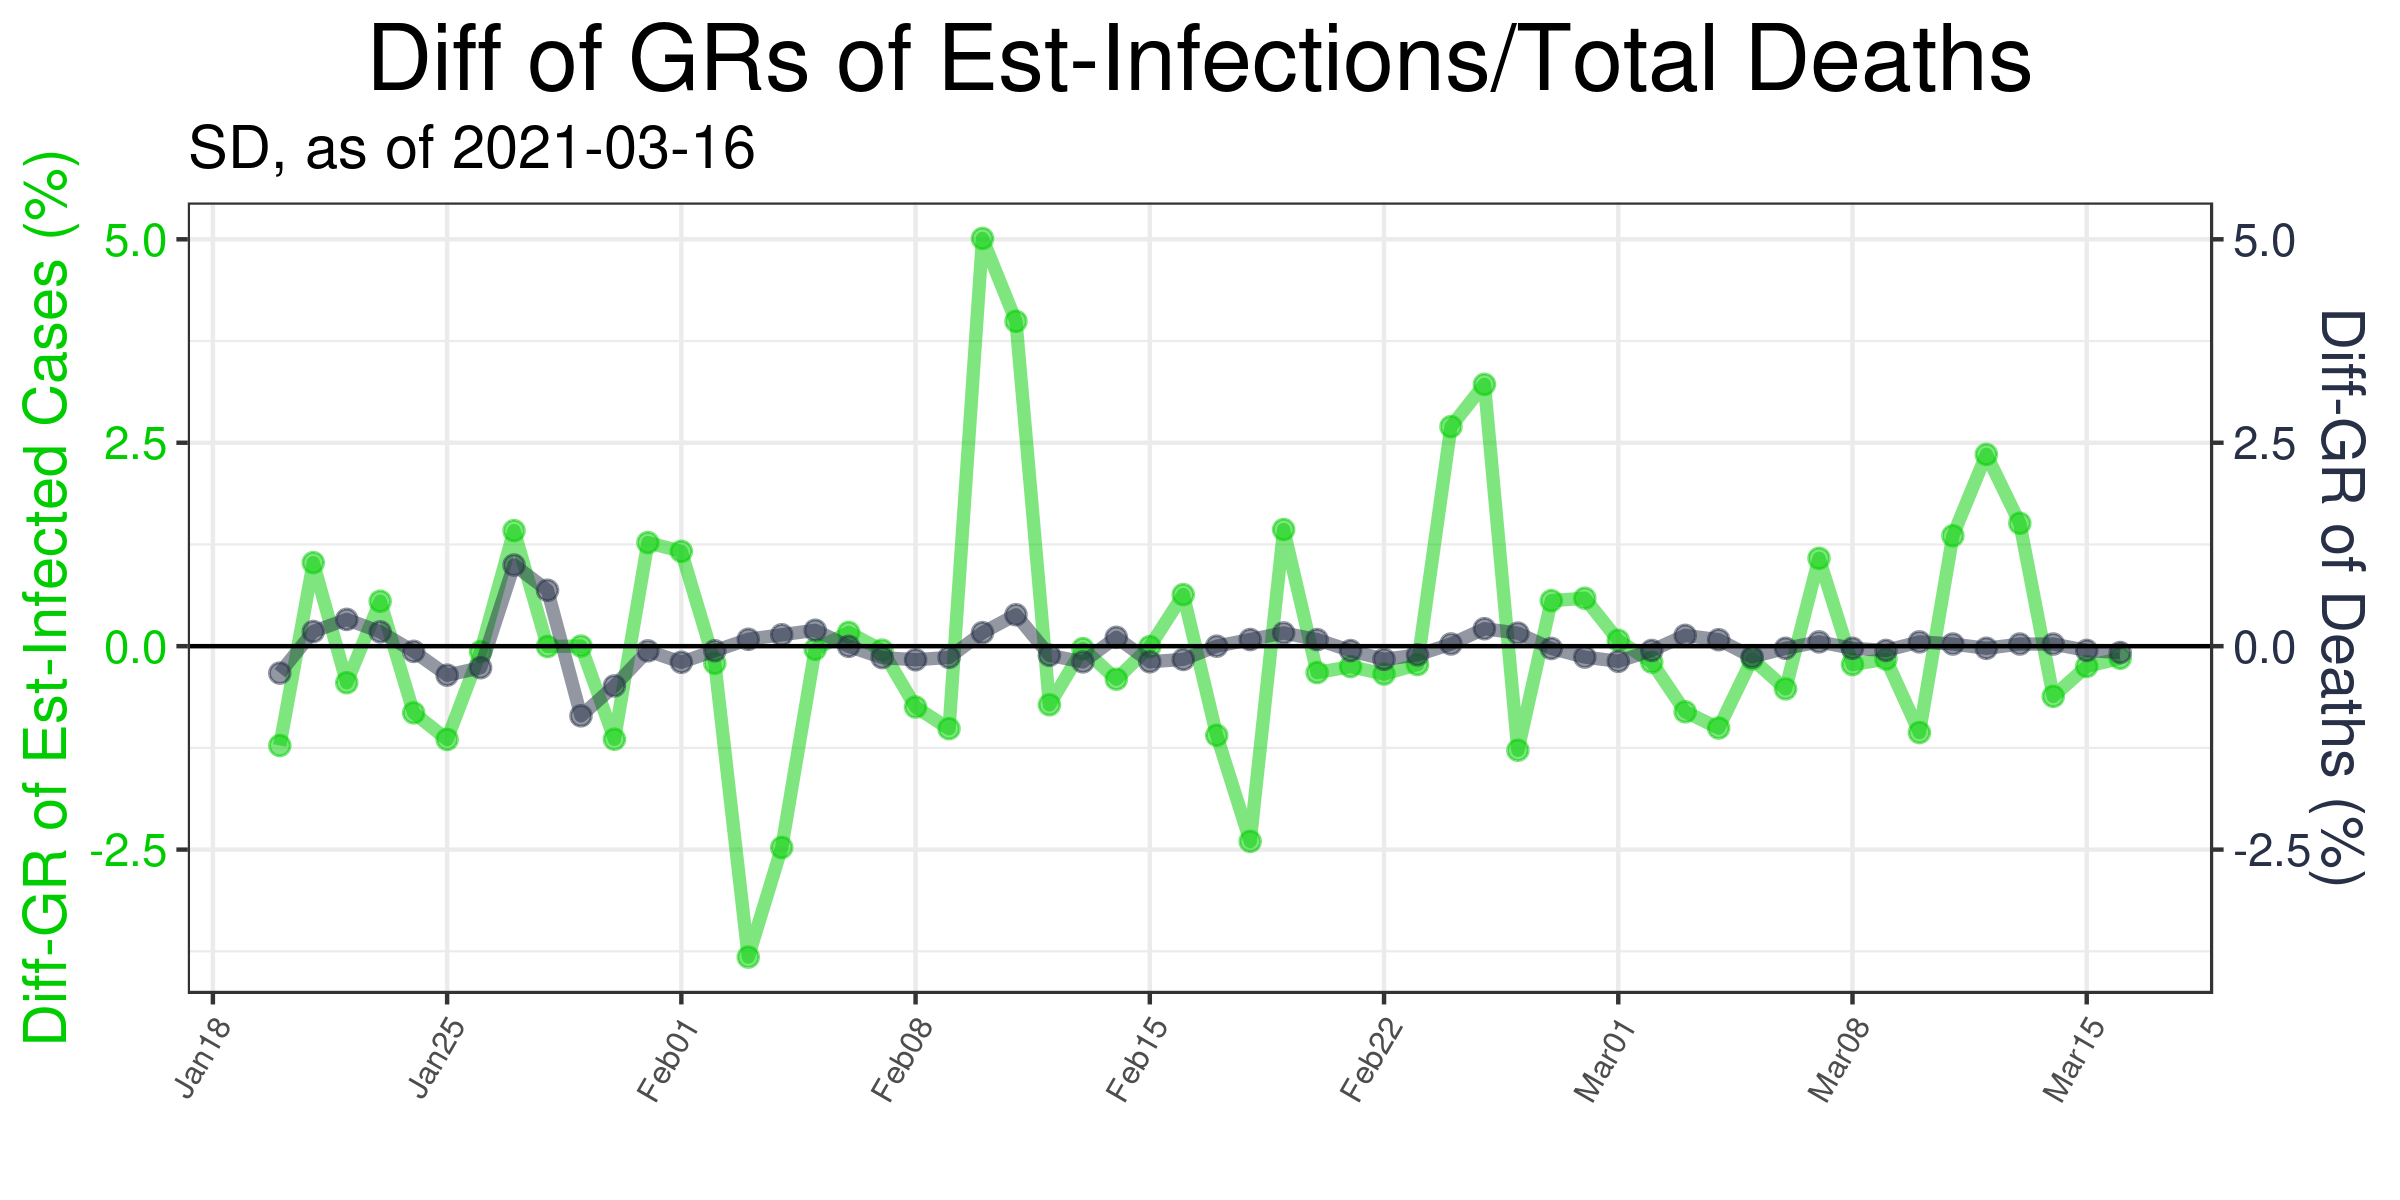 Diff of GRs of Est-Infections/Total Deaths
SD, as of 2021-03-16
Diff-GR of Est-Infected Cases (%)
5.0
2.5
0.0
-2.5
5.0
2.5
0.0
-2.5
Diff-GR of Deaths (%)
Jan18
Jan25
Feb01
Feb08
Feb15
Feb22
Mar01
Mar08
Mar15